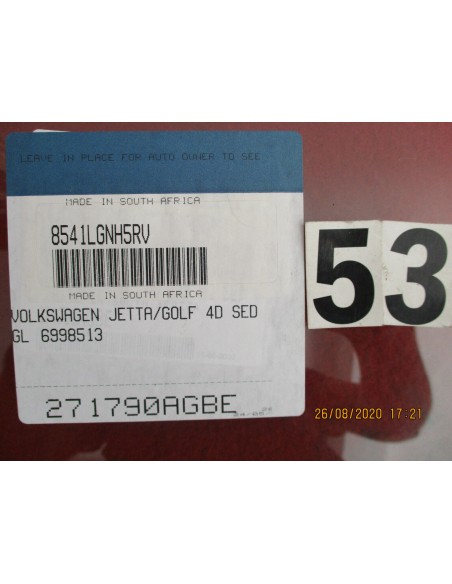 LEAVE IN PLACE FOR AUTO OWNER TO SEE
MADE IN SOUTH AFRICA
8541LGNH5RV
MADE IN SOUTH AFRICA
VOLKSWAGEN JETTA/GOLF 4D SED
GL 6998513
271790AGBE
53
26/08/2020 17:21